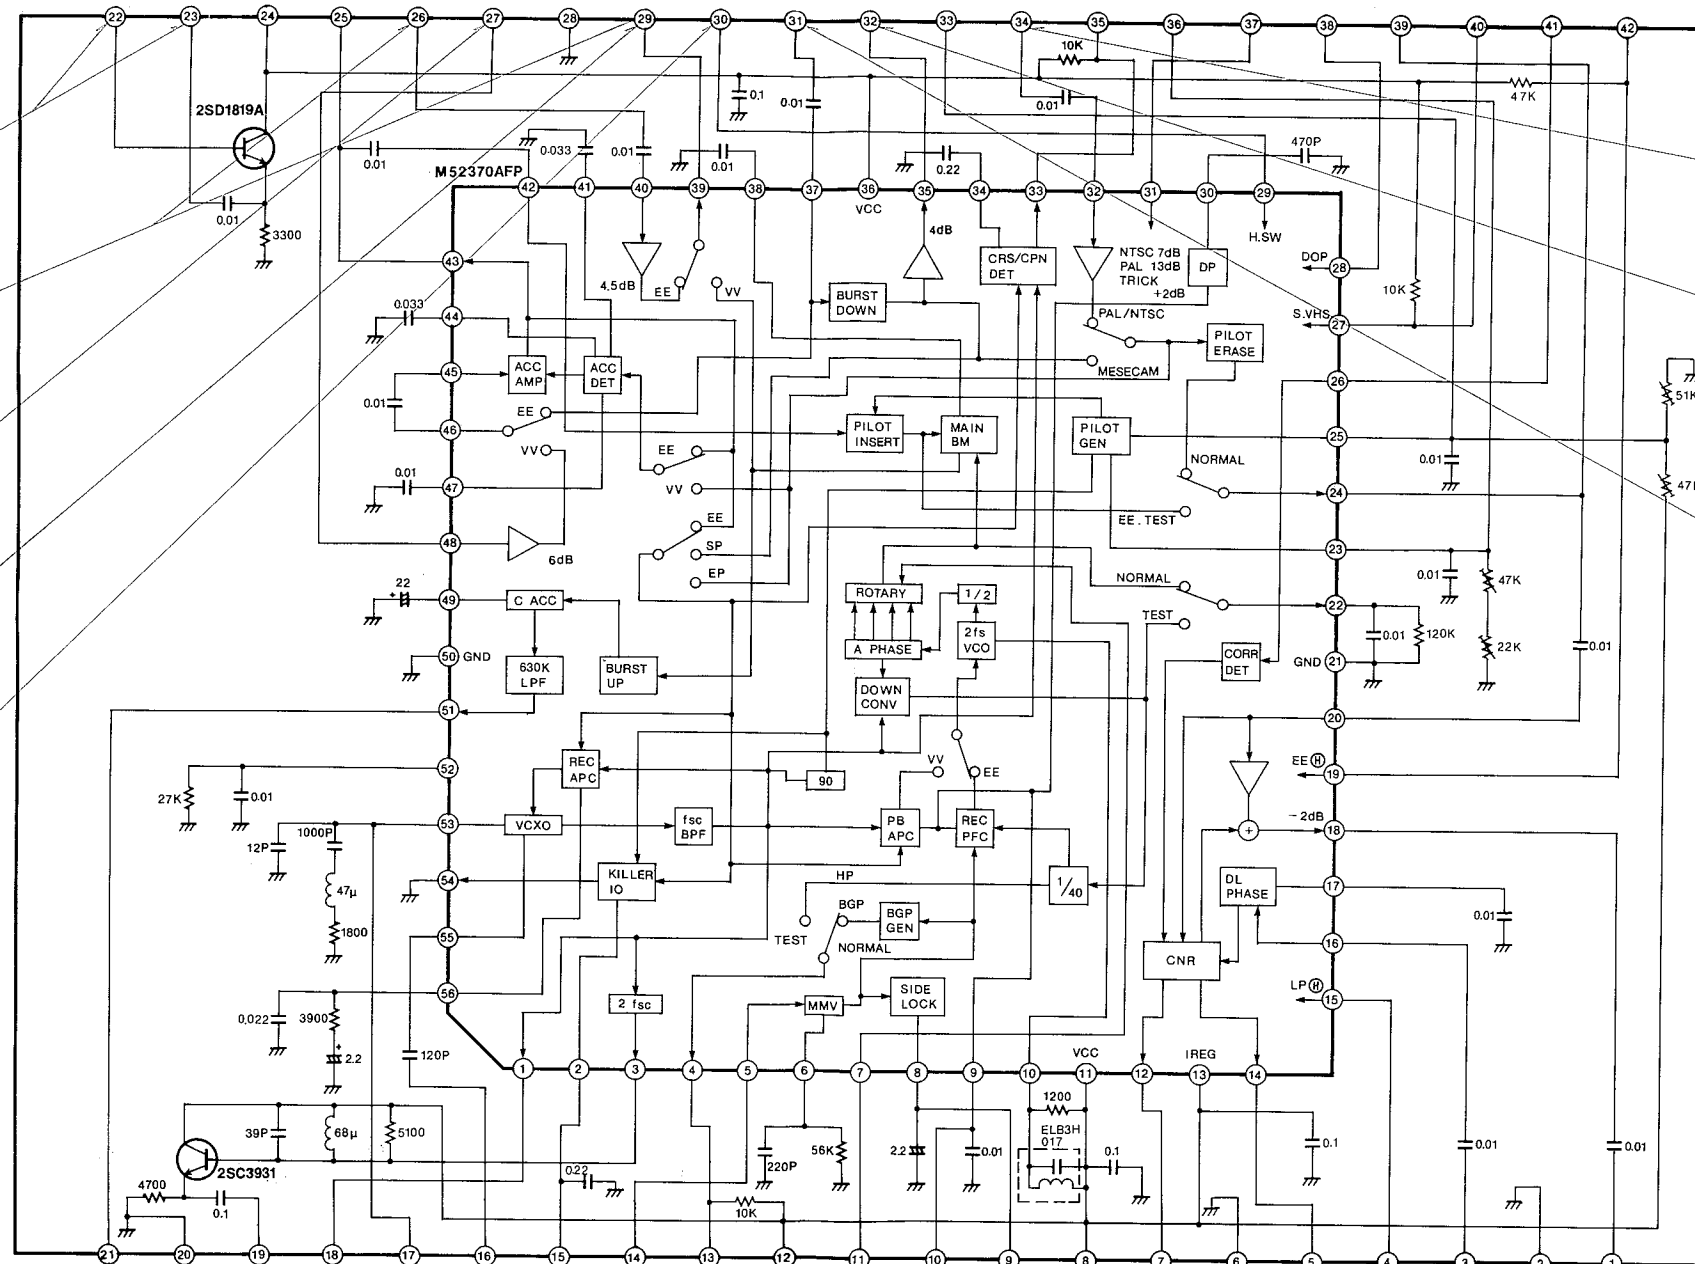 22 23 24 25 26 27 28 29 30 31 32 33 34 35 36 37 38 39 40 41 42
10K
0.1
0.01
0.01
47K
2SD1819A
470P
0.033
0.01
0.01
0.01
0.22
M52370AFP
42 41 40 39 38 37 36 35 34 33 32 31 30 29
VCC
0.01
3300
4dB
H.SW
43
CRS/CPN
DET
NTSC 7dB
PAL 13dB
TRICK
+2dB
DP
DOP
28
4.5dB
EE
VV
BURST
DOWN
10K
0.033
44
PAL/NTSC
S.VHS
27
PILOT
ERASE
45
ACC
AMP
ACC
DET
MESECAM
26
51K
0.01
EE
46
PILOT
INSERT
MAIN
BM
PILOT
GEN
25
VV
EE
0.01
NORMAL
0.01
47
VV
24
EE
EE.TEST
48
6dB
SP
23
EP
0.01
47K
22
49
C ACC
ROTARY
1/2
NORMAL
22
TEST
0.01
120K
2fs
VCO
22K
0.01
50
GND
630K
LPF
BURST
UP
A PHASE
CORR
DET
GND
21
DOWN
CONV
51
20
REC
APC
VV
EE
EE H
19
52
90
27K
0.01
53
VCXO
fsc
BPF
PB
APC
REC
PFC
+
-2dB
18
1000P
12P
54
KILLER
IO
HP
1/40
DL
PHASE
17
47μ
0.01
BGP
BGP
GEN
1800
55
TEST
NORMAL
16
CNR
56
SIDE
LOCK
LP H
15
0.022
3900
2 fsc
MMV
+
2.2
120P
VCC
IREG
1 2 3 4 5 6 7 8 9 10 11 12 13 14
1200
39P
68μ
5100
ELB3H
017
0.1
56K
2.2
0.01
0.1
0.01
0.01
2SC3931
220P
4700
0.22
0.1
10K
21 20 19 18 17 16 15 14 13 12 11 10 9 8 7 6 5 4 3 2 1